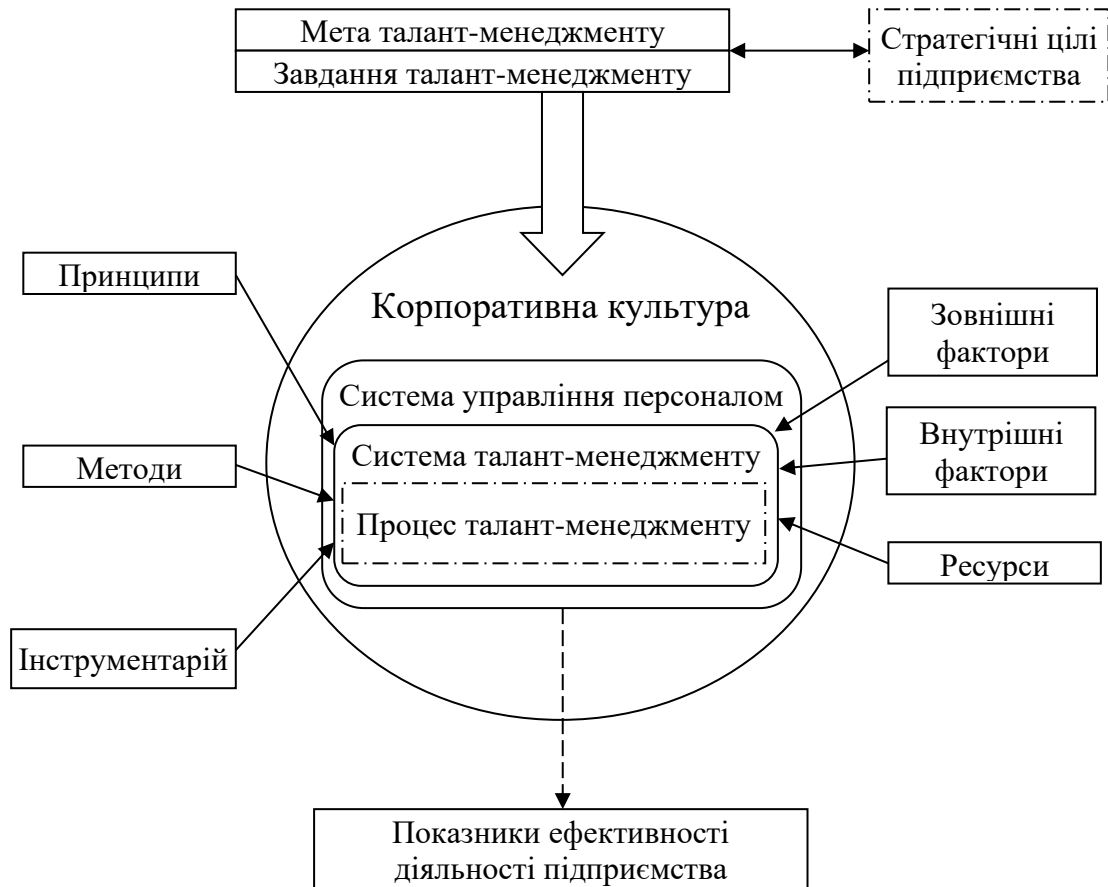 Мета талант-менеджменту
Завдання талант-менеджменту
Стратегічні цілі
підприємства
Принципи
Корпоративна культура
Зовнішні
фактори
Система управління персоналом
Методи
Система талант-менеджменту
Внутрішні
фактори
Процес талант-менеджменту
Ресурси
Інструментарій
Показники ефективності
діяльності підприємства